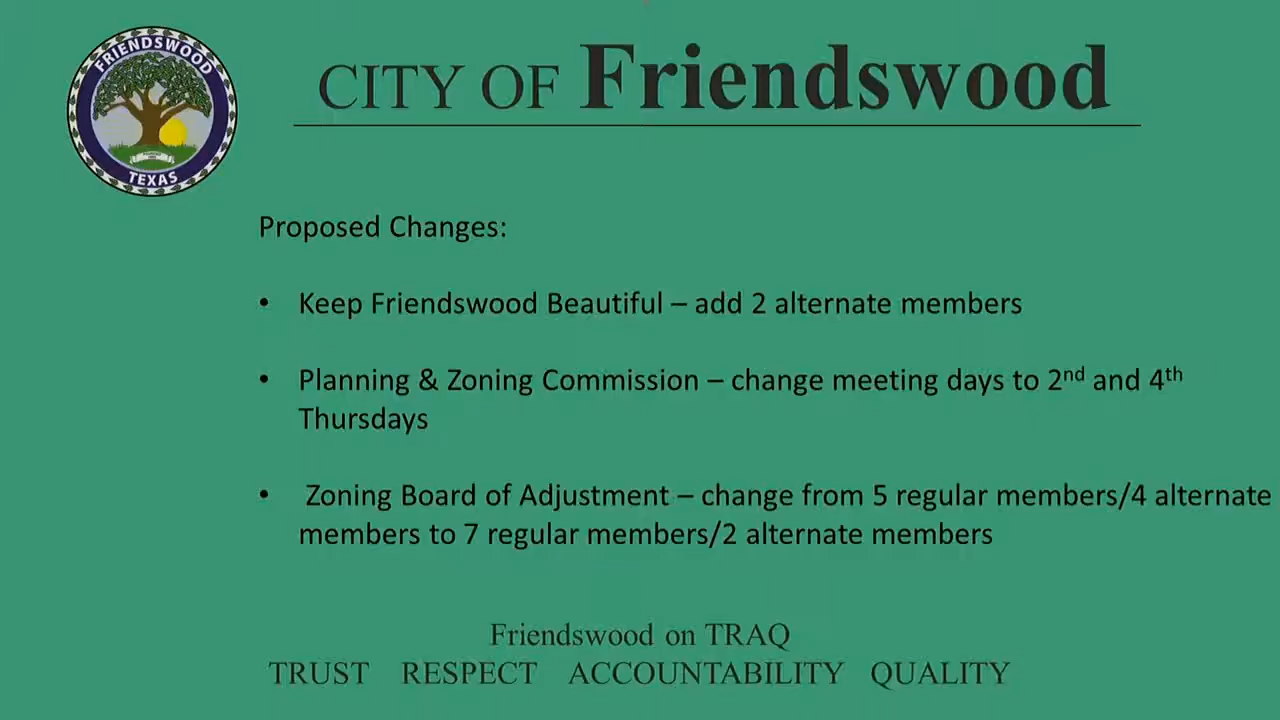 FRIENDSWOOD
TEXAS
CITY OF Friendswood
Proposed Changes:
• Keep Friendswood Beautiful – add 2 alternate members
• Planning & Zoning Commission – change meeting days to 2nd and 4th
Thursdays
• Zoning Board of Adjustment – change from 5 regular members/4 alternate
members to 7 regular members/2 alternate members
Friendswood on TRAQ
TRUST RESPECT ACCOUNTABILITY QUALITY